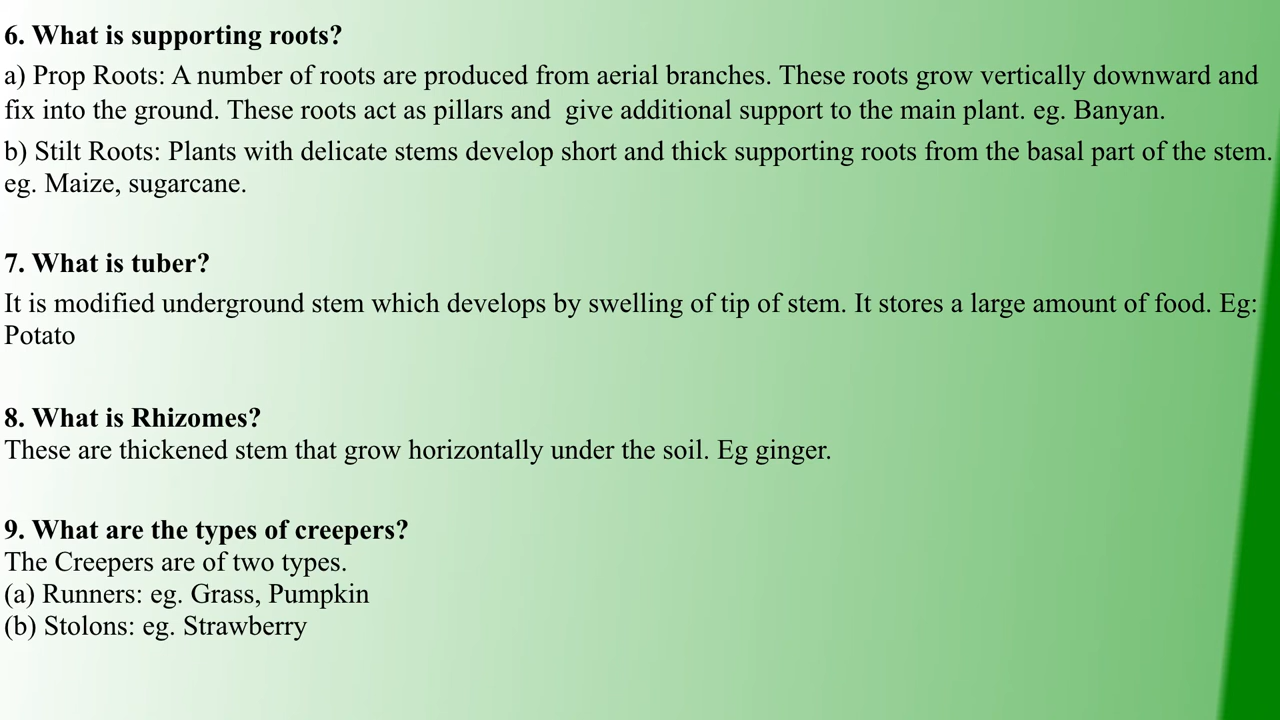 6. What is supporting roots?
a) Prop Roots: A number of roots are produced from aerial branches. These roots grow vertically downward and
fix into the ground. These roots act as pillars and  give additional support to the main plant. eg. Banyan.
b) Stilt Roots: Plants with delicate stems develop short and thick supporting roots from the basal part of the stem.
eg. Maize, sugarcane.
7. What is tuber?
It is modified underground stem which develops by swelling of tip of stem. It stores a large amount of food. Eg:
Potato
8. What is Rhizomes?
These are thickened stem that grow horizontally under the soil. Eg ginger.
9. What are the types of creepers?
The Creepers are of two types.
(a) Runners: eg. Grass, Pumpkin
(b) Stolons: eg. Strawberry